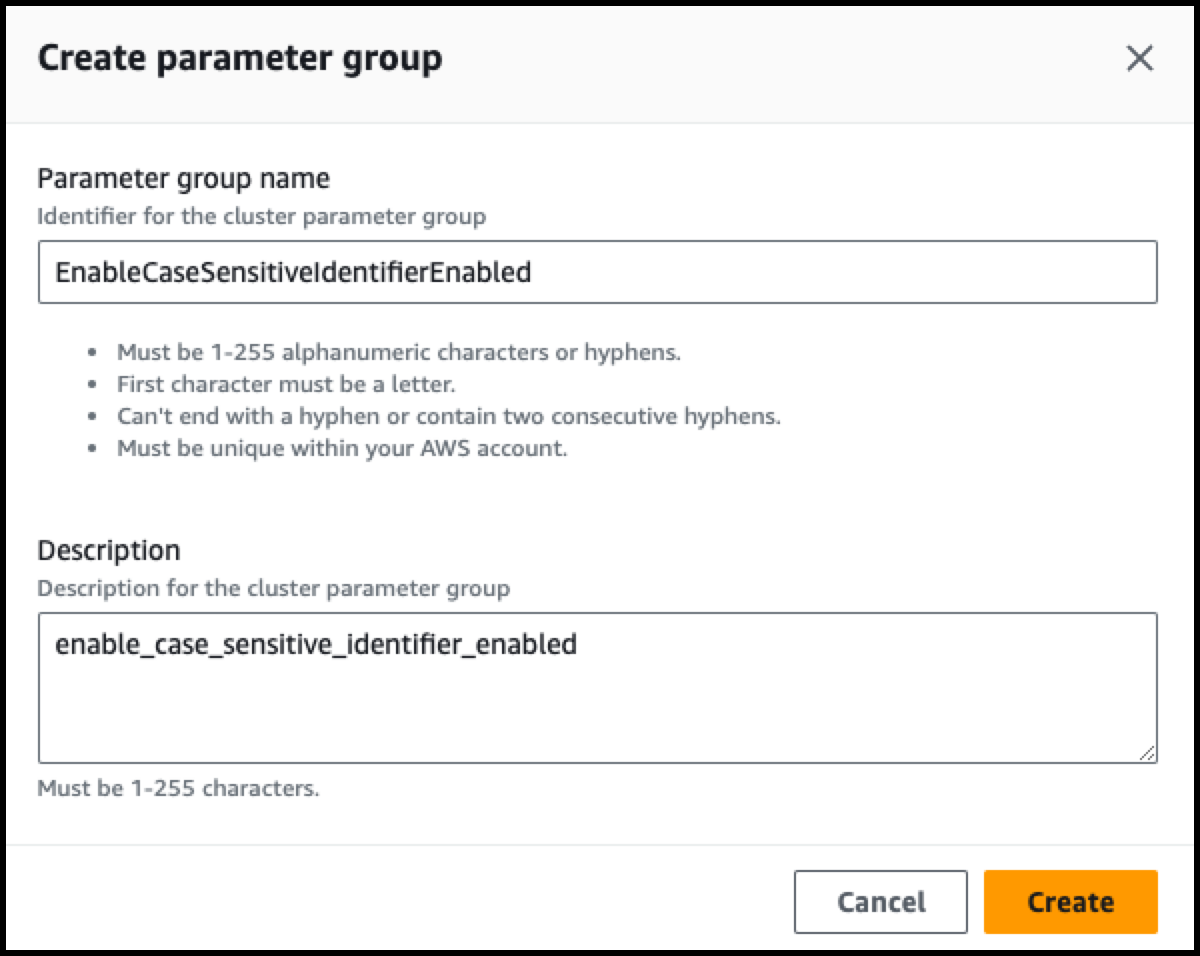 Create parameter group
Parameter group name
Identifier for the cluster parameter group
EnableCaseSensitiveIdentifierEnabled
• Must be 1-255 alphanumeric characters or hyphens.
• First character must be a letter.
• Can't end with a hyphen or contain two consecutive hyphens.
• Must be unique within your AWS account.
Description
Description for the cluster parameter group
enable_case_sensitive_identifier_enabled
Must be 1-255 characters.
Cancel
Create